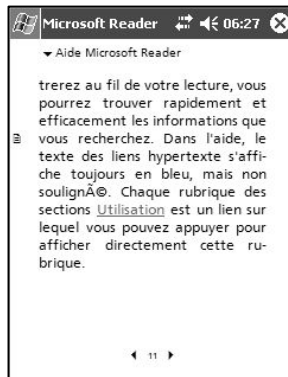 Microsoft Reader 06:27
Aide Microsoft Reader
trerez au fil de votre lecture, vous
pourrez trouver rapidement et
efficacement les informations que
vous recherchez. Dans l'aide, le
texte des liens hypertexte s'affi-
che toujours en bleu, mais non
soulignÃ©. Chaque rubrique des
sections Utilisation est un lien sur
lequel vous pouvez appuyer pour
afficher directement cette ru-
brique.
11